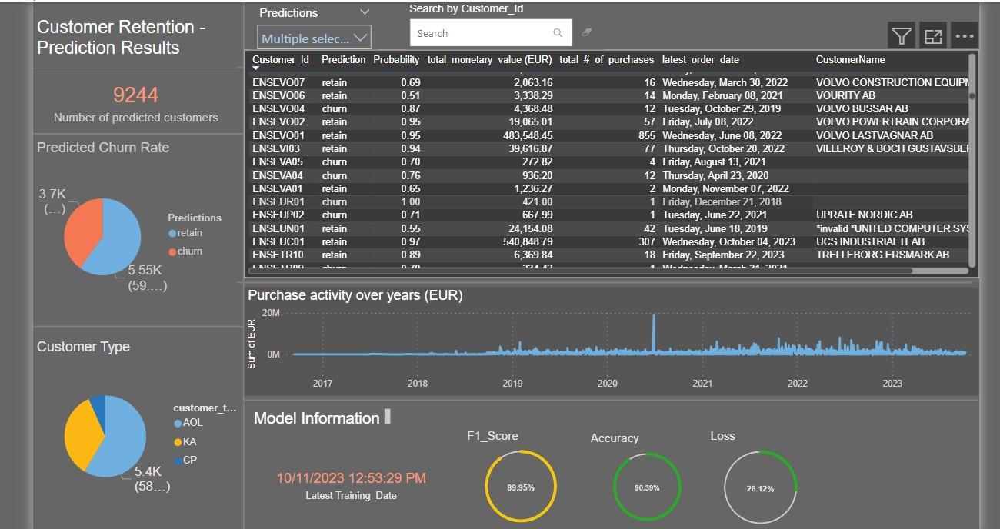 Customer Retention -
Prediction Results
9244
Number of predicted customers
Predicted Churn Rate
3.7K
(...)
5.55K
(59....)
Predictions
retain
churn
Customer Type
customer_t...
AOL
KA
CP
5.4K
(58...)
Predictions
Multiple selec...
Search by Customer_Id
Search
Customer_Id Prediction Probability total_monetary_value (EUR) total_#_of_purchases latest_order_date CustomerName
ENSEVO07 retain 0.69 2,063.16 16 Wednesday, March 30, 2022 VOLVO CONSTRUCTION EQUIPM
ENSEVO06 retain 0.51 3,338.29 14 Monday, February 08, 2021 VOURITY AB
ENSEVO04 churn 0.87 4,368.48 12 Tuesday, October 29, 2019 VOLVO BUSSAR AB
ENSEVO02 retain 0.95 19,065.01 57 Friday, July 08, 2022 VOLVO POWERTRAIN CORPORA
ENSEVO01 retain 0.95 483,548.45 855 Wednesday, June 08, 2022 VOLVO LASTVAGNAR AB
ENSEVI03 retain 0.94 39,616.87 77 Thursday, October 20, 2022 VILLEROY & BOCH GUSTAVSBE
ENSEVA05 churn 0.70 272.82 4 Friday, August 13, 2021
ENSEVA04 churn 0.76 936.20 12 Thursday, April 23, 2020
ENSEVA01 retain 0.65 1,236.27 2 Monday, November 07, 2022
ENSEUR01 churn 1.00 421.00 1 Friday, December 21, 2018
ENSEUP02 churn 0.71 667.99 1 Tuesday, June 22, 2021 UPRATE NORDIC AB
ENSEUN01 retain 0.55 24,154.08 42 Tuesday, June 18, 2019 *invalid *UNITED COMPUTER SYS
ENSEUC01 retain 0.97 540,848.79 307 Wednesday, October 04, 2023 UCS INDUSTRIAL IT AB
ENSETR10 retain 0.89 6,369.84 18 Friday, September 22, 2023 TRELLEBORG ERSMARK AB
ENSETR09 churn 0.70 234.42 1 Wednesday, March 31, 2021
Purchase activity over years (EUR)
Sum of EUR
20M
0M
2017 2018 2019 2020 2021 2022 2023
Model Information
10/11/2023 12:53:29 PM
Latest Training_Date
F1_Score
89.95%
Accuracy
90.39%
Loss
26.12%